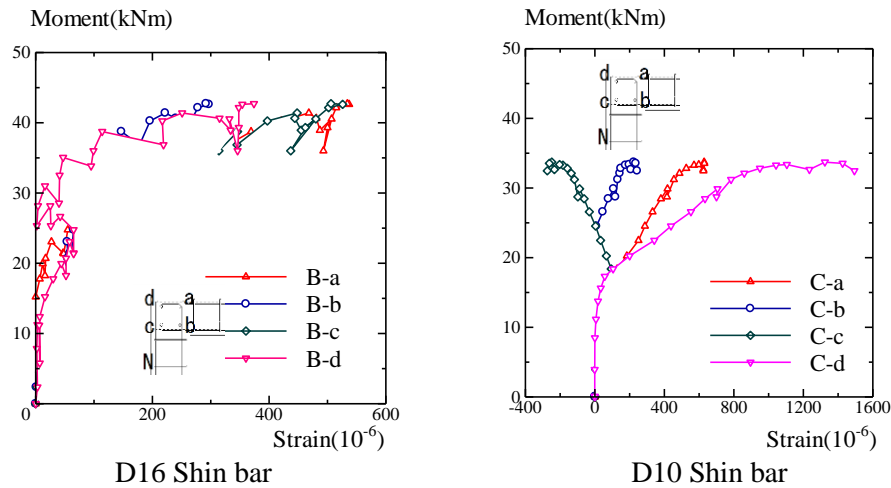 Moment(kNm)
50
40
30
20
10
0
0
200
400
600
Strain(10-6)
B-a
B-b
B-c
B-d
d a
c b
N
D16 Shin bar
Moment(kNm)
50
40
30
20
10
0
-400
0
400
800
1200
1600
Strain(10-6)
d a
c b
N
C-a
C-b
C-c
C-d
D10 Shin bar